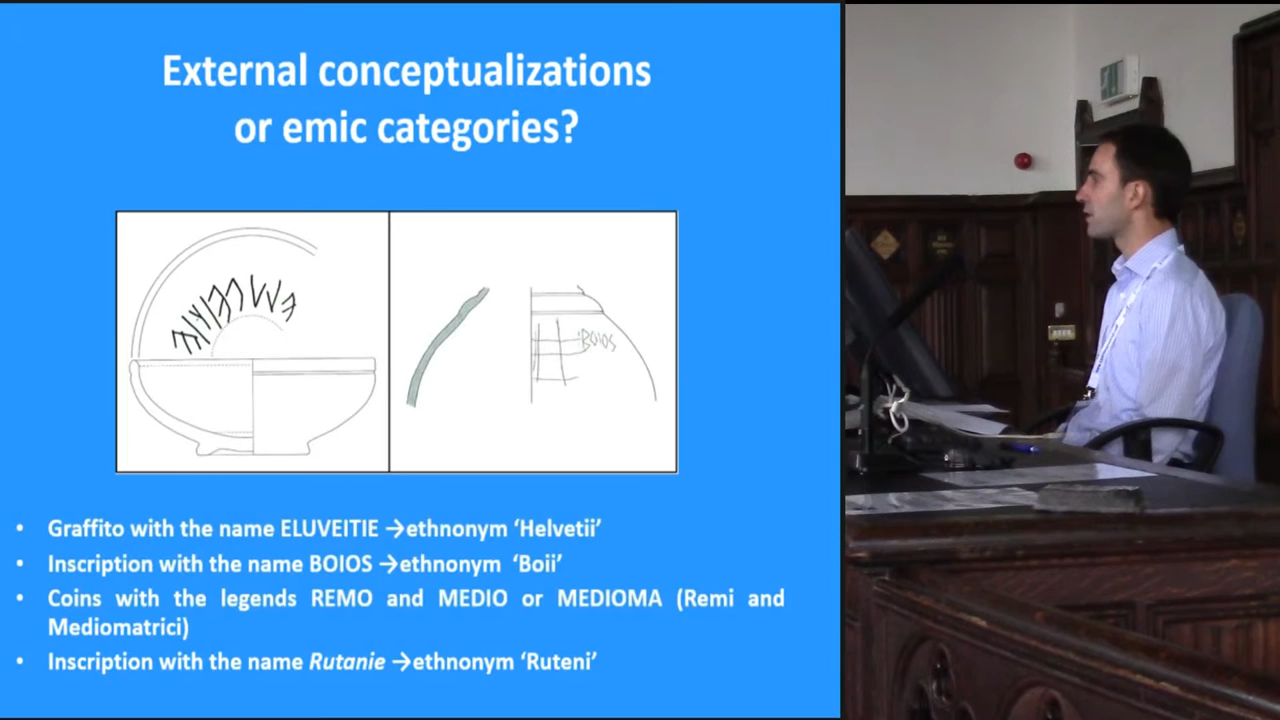 External conceptualizations
or emic categories?
BOIOS
• Graffito with the name ELUVEITIE →ethnonym ‘Helvetii’
• Inscription with the name BOIOS →ethnonym ‘Boii’
• Coins with the legends REMO and MEDIO or MEDIOMA (Remi and
Mediomatrici)
• Inscription with the name Rutanie →ethnonym ‘Ruteni’